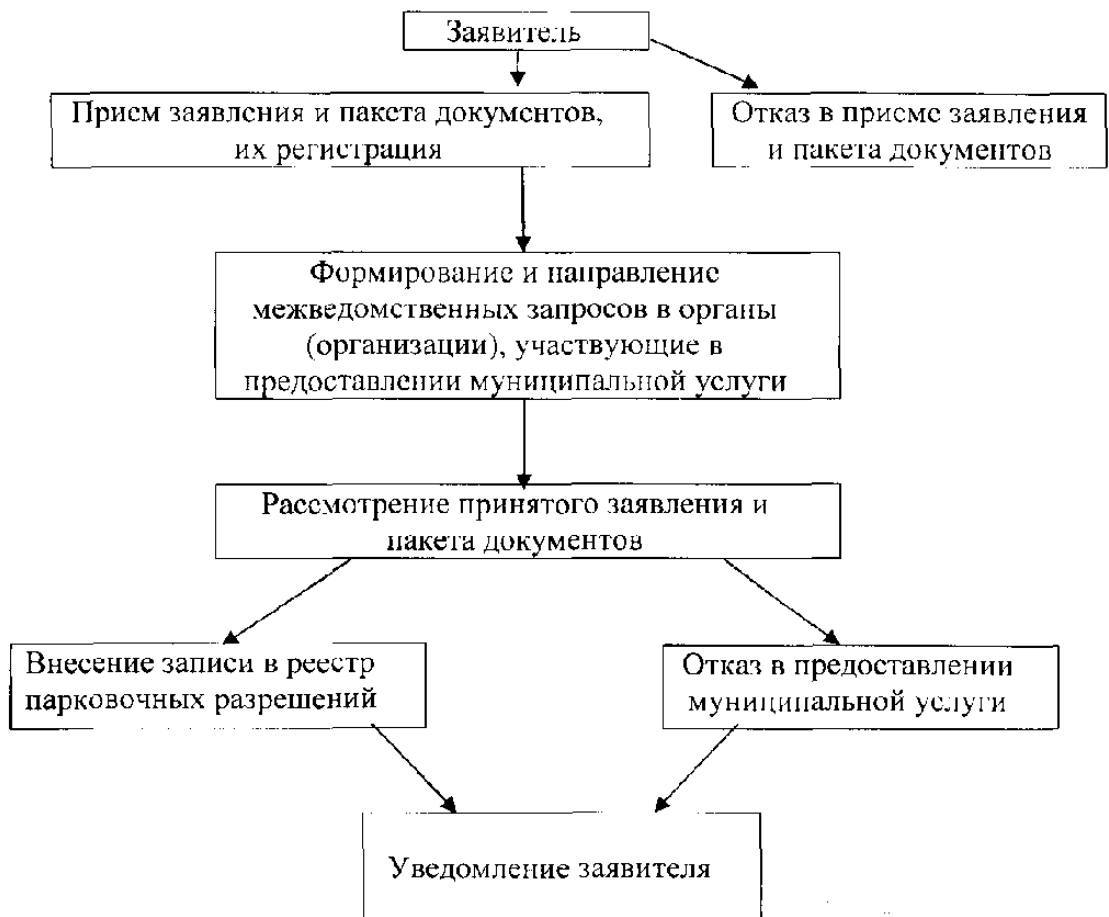 Заявитель
Прием заявления и пакета документов,
их регистрация
Отказ в приеме заявления
и пакета документов
Формирование и направление
межведомственных запросов в органы
(организации), участвующие в
предоставлении муниципальной услуги
Рассмотрение принятого заявления и
пакета документов
Внесение записи в реестр
парковочных разрешений
Отказ в предоставлении
муниципальной услуги
Уведомление заявителя